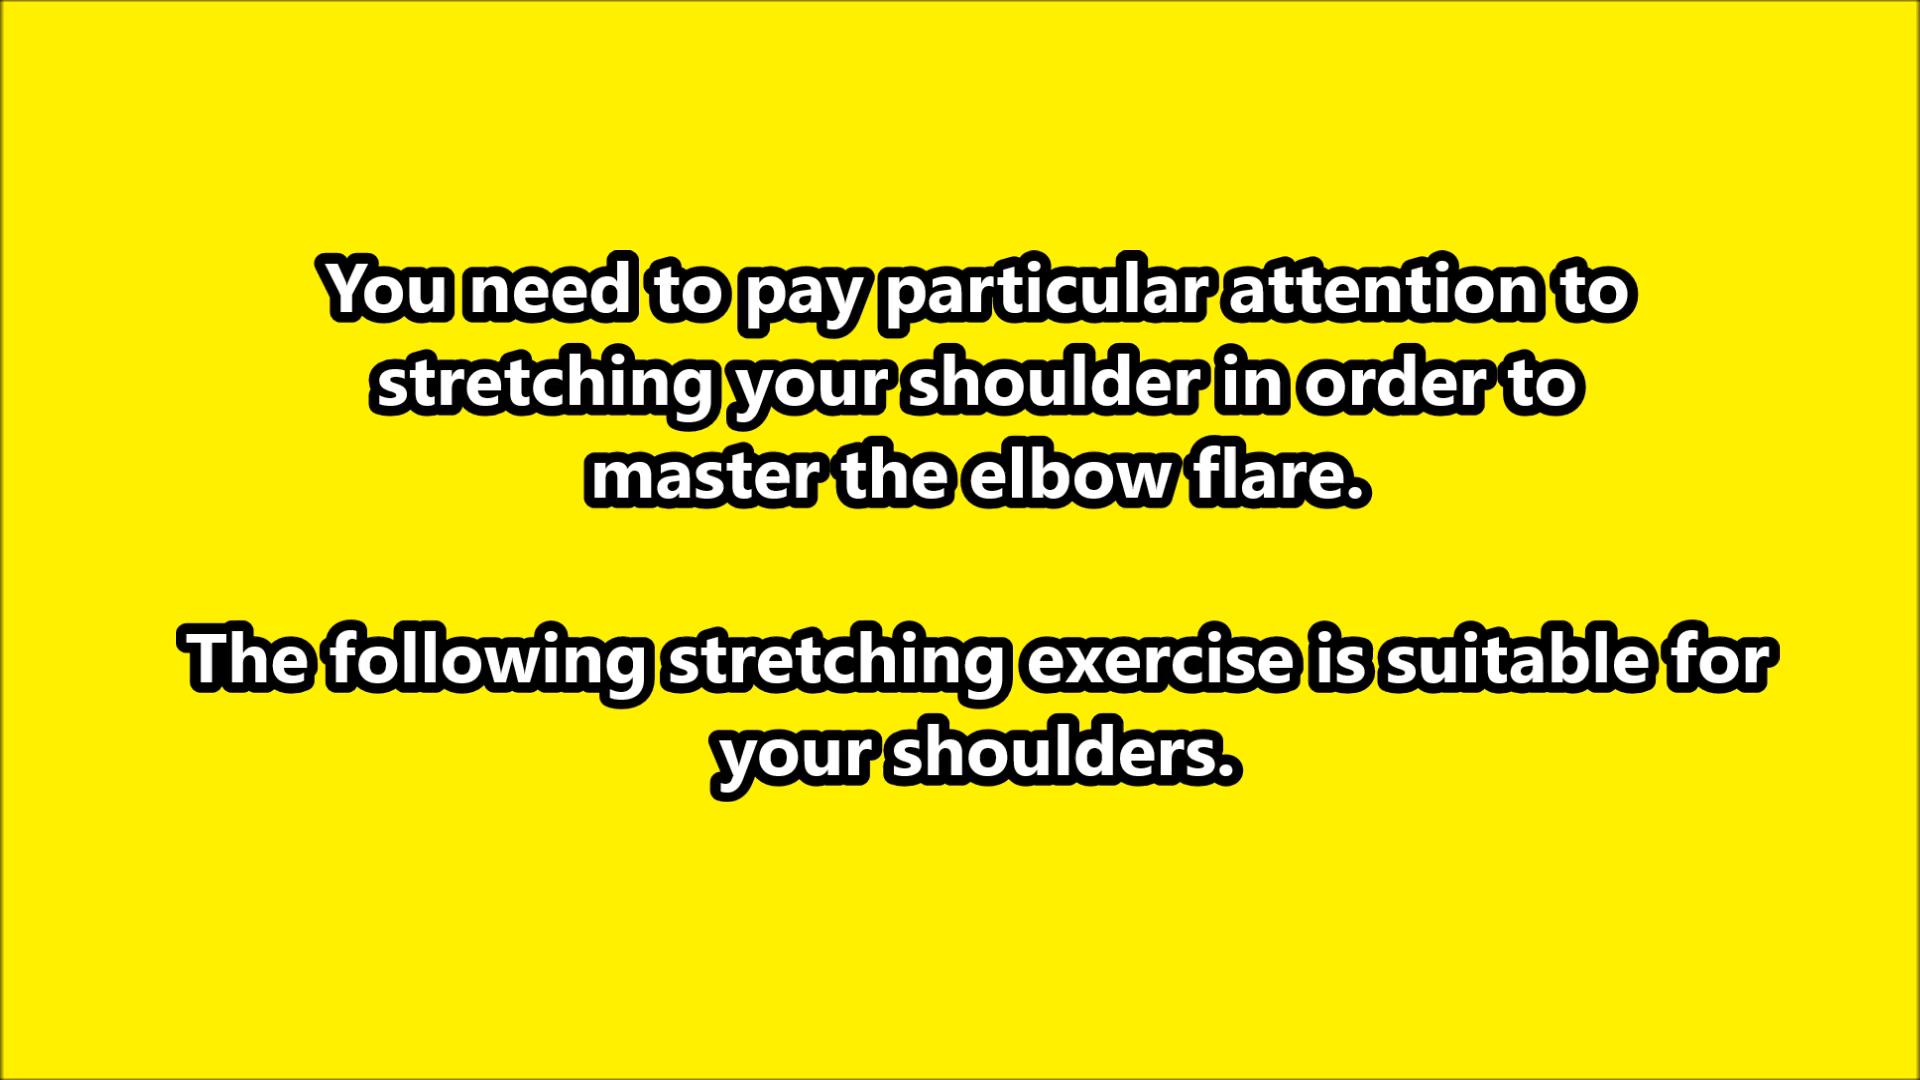 You need to pay particular attention to
stretching your shoulder in order to
master the elbow flare.
The following stretching exercise is suitable for
your shoulders.